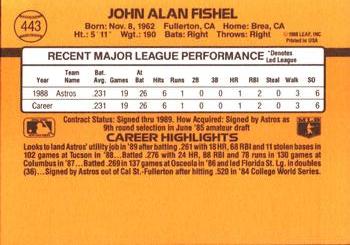 443
JOHN ALAN FISHEL
Born: Nov. 8, 1962 Fullerton, CA Home: Brea, CA
Ht: 5' 11" Wgt: 190 Bats: Right Throws: Right
© 1988 LEAF, INC.
Printed in USA
RECENT MAJOR LEAGUE PERFORMANCE *Denotes Led League
Year Team Name Bat. Avg. Games At Bats Hits Runs 2B 3B HR RBI Stolen Base Walks SO
1988 Astros .231 19 26 6 1 0 0 1 2 0 3 6
Career .231 19 26 6 1 0 0 1 2 0 3 6
Contract Status: Signed thru 1989. How Acquired: Signed by Astros as
9th round selection in June '85 amateur draft
CAREER HIGHLIGHTS
Looks to land Astros' utility job in '89 after batting .261 with 18 HR, 68 RBI and 11 stolen bases in
102 games at Tucson in '88...Batted .276 with 24 HR, 88 RBI and 78 runs in 130 games at
Columbus in '87...Batted .269 in 137 games at Osceola in '86 and led Florida St. Lg. in doubles
(36)...Signed by Astros out of Cal St.-Fullerton after hitting .520 in '84 College World Series.